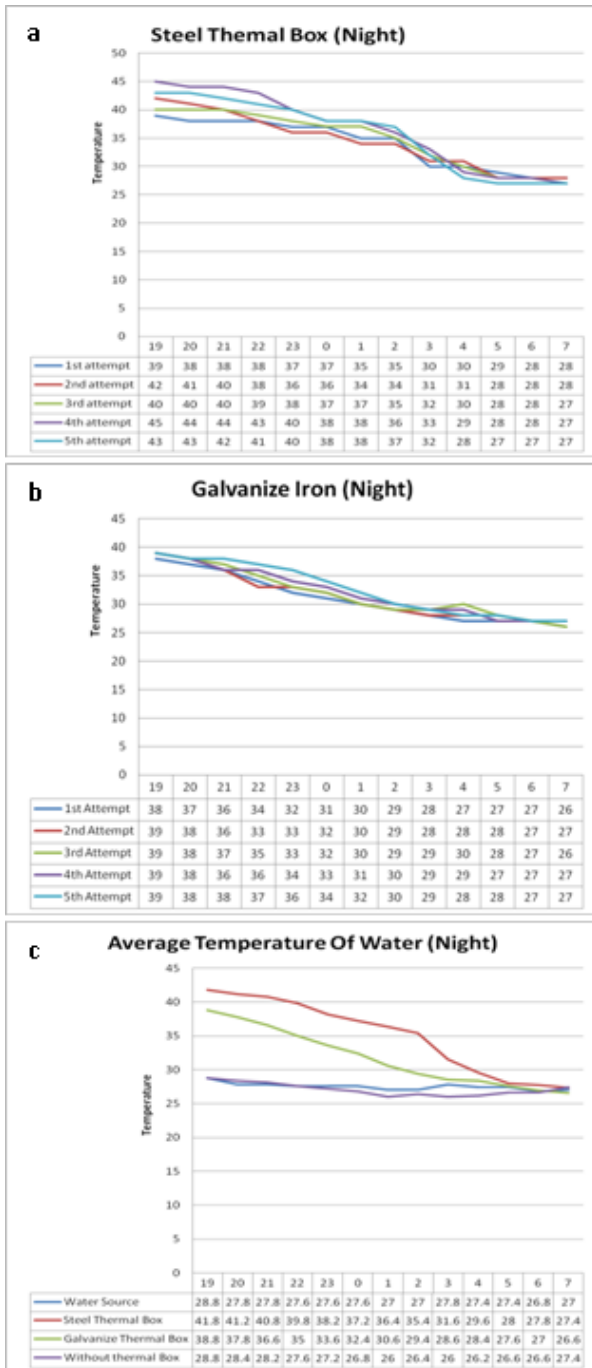 a
Steel Themal Box (Night)
Temperature
50
45
40
35
30
25
20
15
10
5
0
19 20 21 22 23 0 1 2 3 4 5 6 7
1st attempt 39 38 38 38 37 37 35 35 30 30 29 28 28
2nd attempt 42 41 40 38 36 36 34 34 31 31 28 28 28
3rd attempt 40 40 40 39 38 37 37 35 32 30 28 28 27
4th attempt 45 44 44 43 40 38 38 36 33 29 28 28 27
5th attempt 43 43 42 41 40 38 38 37 32 28 27 27 27
b
Galvanize Iron (Night)
Temperature
45
40
35
30
25
20
15
10
5
0
19 20 21 22 23 0 1 2 3 4 5 6 7
1st Attempt 38 37 36 34 32 31 30 29 28 27 27 27 26
2nd Attempt 39 38 36 33 33 32 30 29 28 28 28 27 27
3rd Attempt 39 38 37 35 33 32 30 29 29 30 28 27 26
4th Attempt 39 38 36 36 34 33 31 30 29 29 27 27 27
5th Attempt 39 38 38 37 36 34 32 30 29 28 28 27 27
c
Average Temperature Of Water (Night)
Temperature
45
40
35
30
25
20
15
10
5
0
19 20 21 22 23 0 1 2 3 4 5 6 7
Water Source 28.8 27.8 27.8 27.6 27.6 27.6 27 27 27.8 27.4 27.4 26.8 27
Steel Thermal Box 41.8 41.2 40.8 39.8 38.2 37.2 36.4 35.4 31.6 29.6 28 27.8 27.4
Galvanize Thermal Box 38.8 37.8 36.6 35 33.6 32.4 30.6 29.4 28.6 28.4 27.6 27 26.6
Without thermal Box 28.8 28.4 28.2 27.6 27.2 26.8 26 26.4 26 26.2 26.6 26.6 27.4